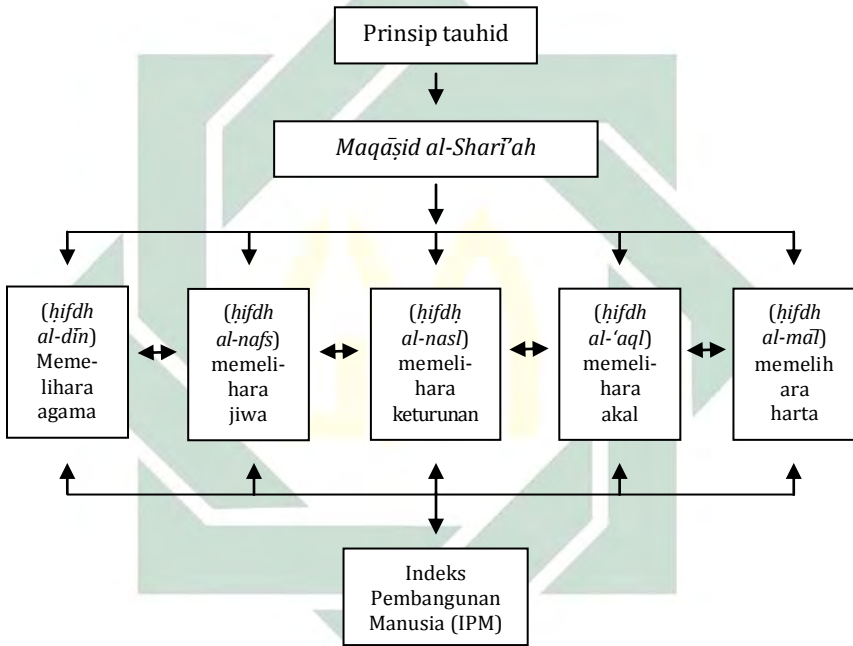 Prinsip tauhid
Maqāṣid al-Sharī'ah
(ḥifdh
al-dīn)
Meme-
lihara
agama
(ḥifdh
al-nafs)
memeli-
hara
jiwa
(ḥifdḥ
al-nasl)
memeli-
hara
keturunan
(ḥifdh
al-‘aql)
memeli-
hara
akal
(ḥifdh
al-māl)
memelih
ara
harta
Indeks
Pembangunan
Manusia (IPM)